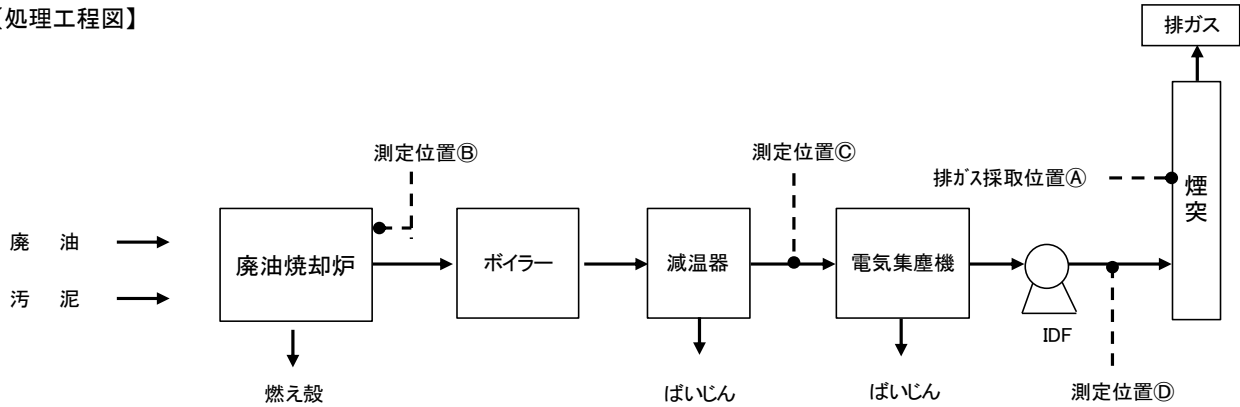 【処理工程図】
排ガス
測定位置Ⓑ
測定位置Ⓒ
排ガス採取位置Ⓐ
煙突
廃油
汚泥
廃油焼却炉
ボイラー
減温器
電気集塵機
IDF
燃え殻
ばいじん
ばいじん
測定位置Ⓓ